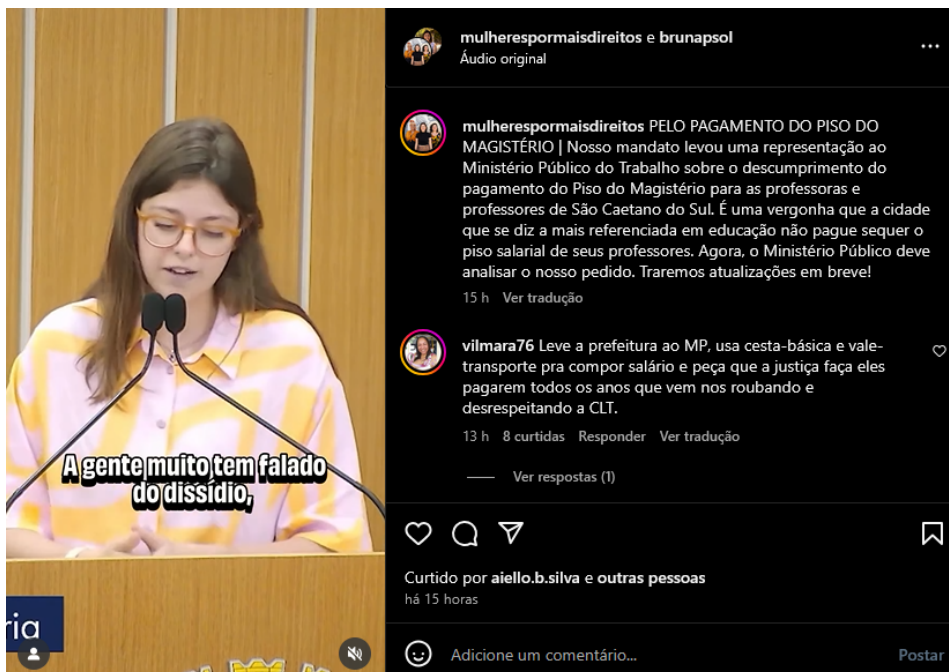 mulherespormaisdireitos e brunapsol
Áudio original
mulherespormaisdireitos PELO PAGAMENTO DO PISO DO
MAGISTÉRIO | Nosso mandato levou uma representação ao
Ministério Público do Trabalho sobre o descumprimento do
pagamento do Piso do Magistério para as professoras e
professores de São Caetano do Sul. É uma vergonha que a cidade
que se diz a mais referenciada em educação não pague sequer o
piso salarial de seus professores. Agora, o Ministério Público deve
analisar o nosso pedido. Traremos atualizações em breve!
15 h Ver tradução
vilmara76 Leve a prefeitura ao MP, usa cesta-básica e vale-
transporte pra compor salário e peça que a justiça faça eles
pagarem todos os anos que vem nos roubando e
desrespeitando a CLT.
13 h 8 curtidas Responder Ver tradução
Ver respostas (1)
A gente muito tem falado
do dissídio,
ria
Curtido por aiello.b.silva e outras pessoas
há 15 horas
Adicione um comentário...
Postar